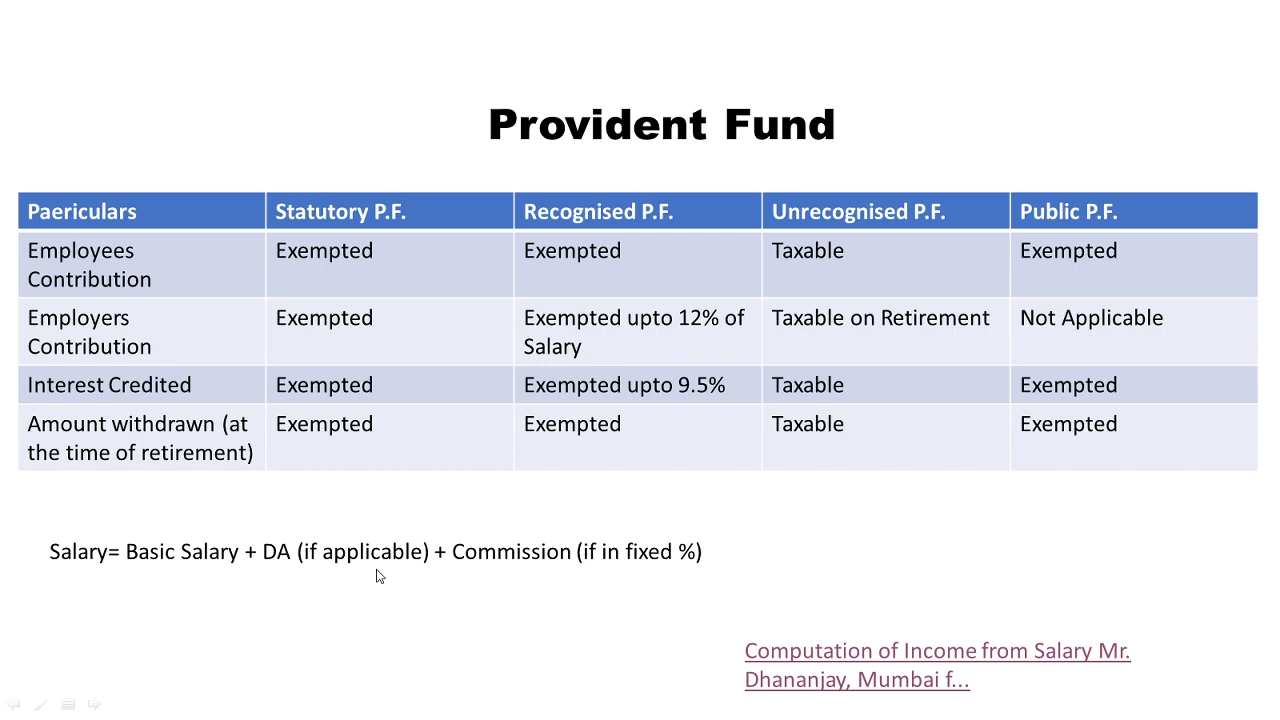 Provident Fund
Paericulars Statutory P.F. Recognised P.F. Unrecognised P.F. Public P.F.
Employees Contribution Exempted Exempted Taxable Exempted
Employers Contribution Exempted Exempted upto 12% of Salary Taxable on Retirement Not Applicable
Interest Credited Exempted Exempted upto 9.5% Taxable Exempted
Amount withdrawn (at the time of retirement) Exempted Exempted Taxable Exempted
Salary= Basic Salary + DA (if applicable) + Commission (if in fixed %)
Computation of Income from Salary Mr.
Dhananjay, Mumbai f...